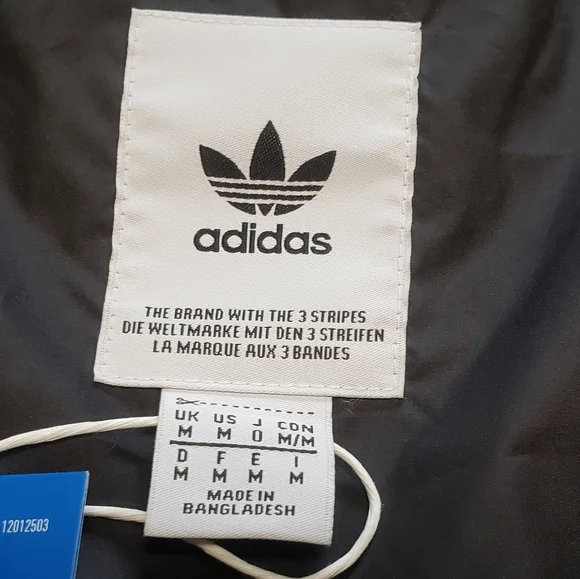 adidas
THE BRAND WITH THE 3 STRIPES
DIE WELTMARKE MIT DEN 3 STREIFEN
LA MARQUE AUX 3 BANDES
UK US J CDN
M M O M/M
D F E I
M M M M
MADE IN
BANGLADESH
12012503